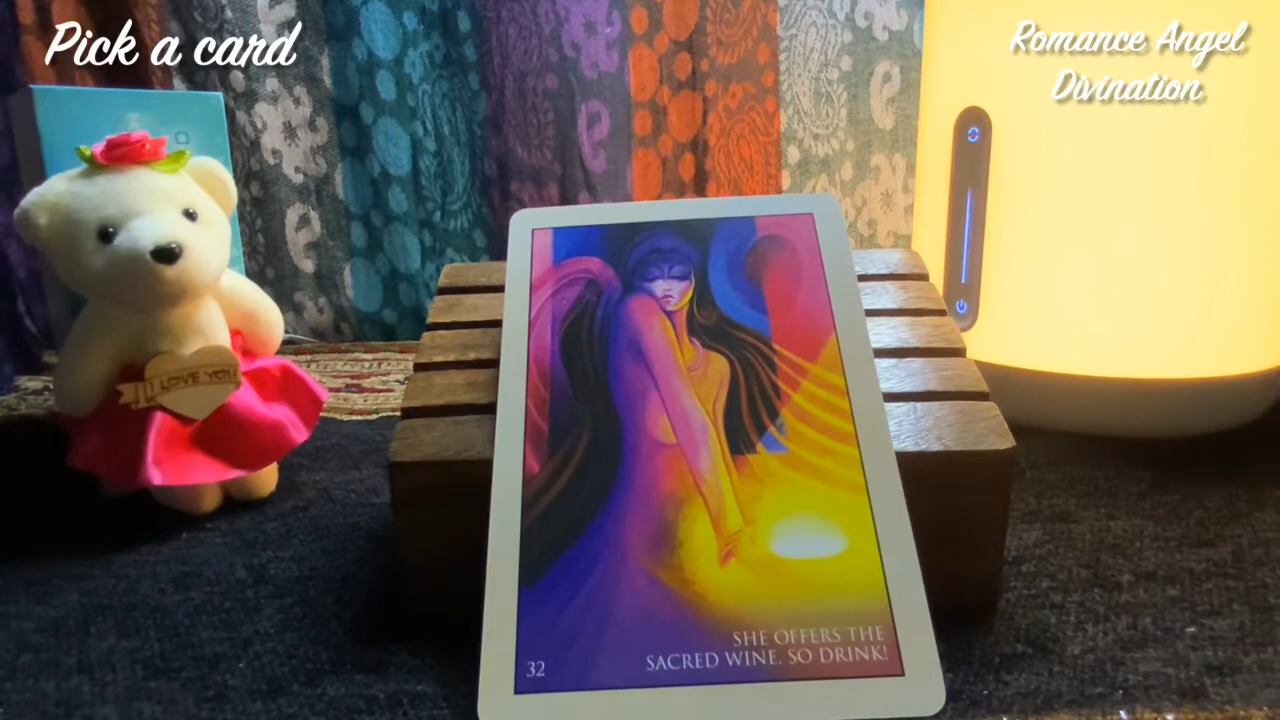 Pick a card
Romance Angel
Divination
I LOVE YOU
SHE OFFERS THE
SACRED WINE. SO DRINK!
32